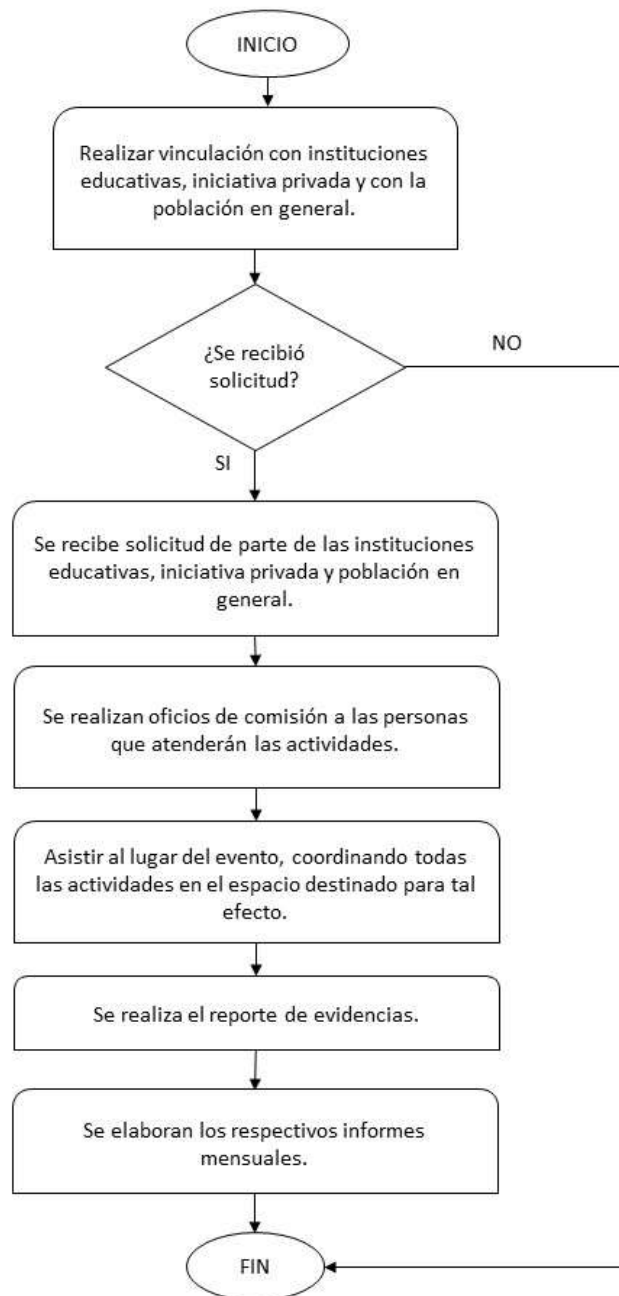 INICIO
Realizar vinculación con instituciones
educativas, iniciativa privada y con la
población en general.
¿Se recibió
solicitud?
NO
SI
Se recibe solicitud de parte de las instituciones
educativas, iniciativa privada y población en
general.
Se realizan oficios de comisión a las personas
que atenderán las actividades.
Asistir al lugar del evento, coordinando todas
las actividades en el espacio destinado para tal
efecto.
Se realiza el reporte de evidencias.
Se elaboran los respectivos informes
mensuales.
FIN